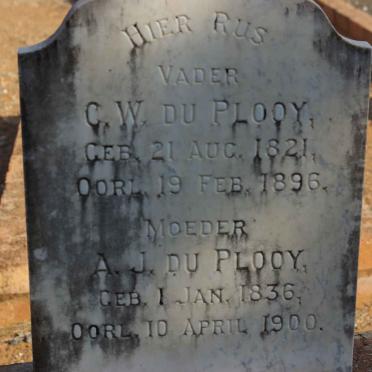 HIER RUS
VADER
C. W. DU PLOOY,
GEB. 21 AUG. 1821,
OORL. 19 FEB. 1896.
MOEDER
A. J. DU PLOOY,
GEB. 1 JAN. 1836,
OORL. 10 APRIL 1900.